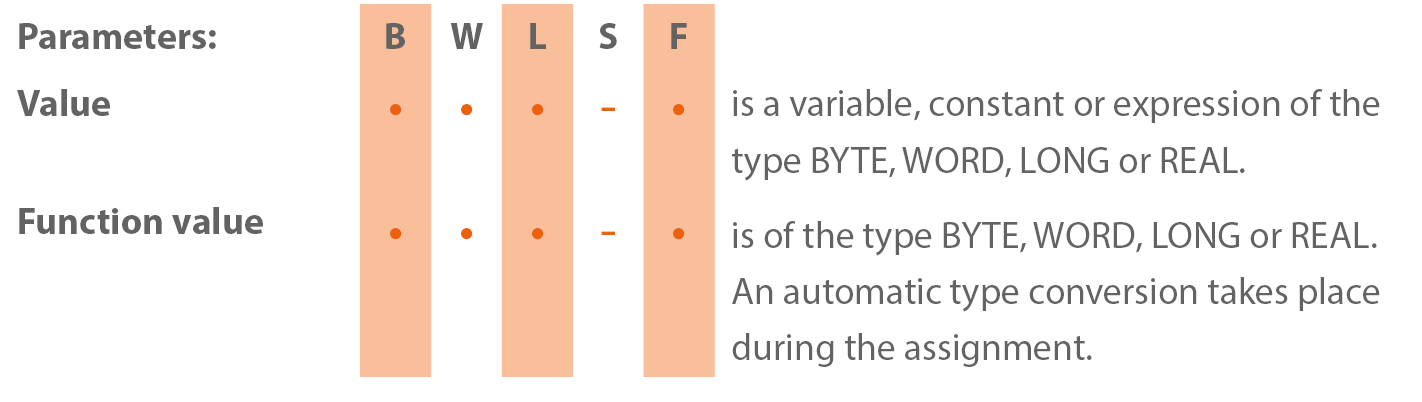 Parameters: B W L S F
Value • • • – • is a variable, constant or expression of the
type BYTE, WORD, LONG or REAL.
Function value • • • – • is of the type BYTE, WORD, LONG or REAL.
An automatic type conversion takes place
during the assignment.